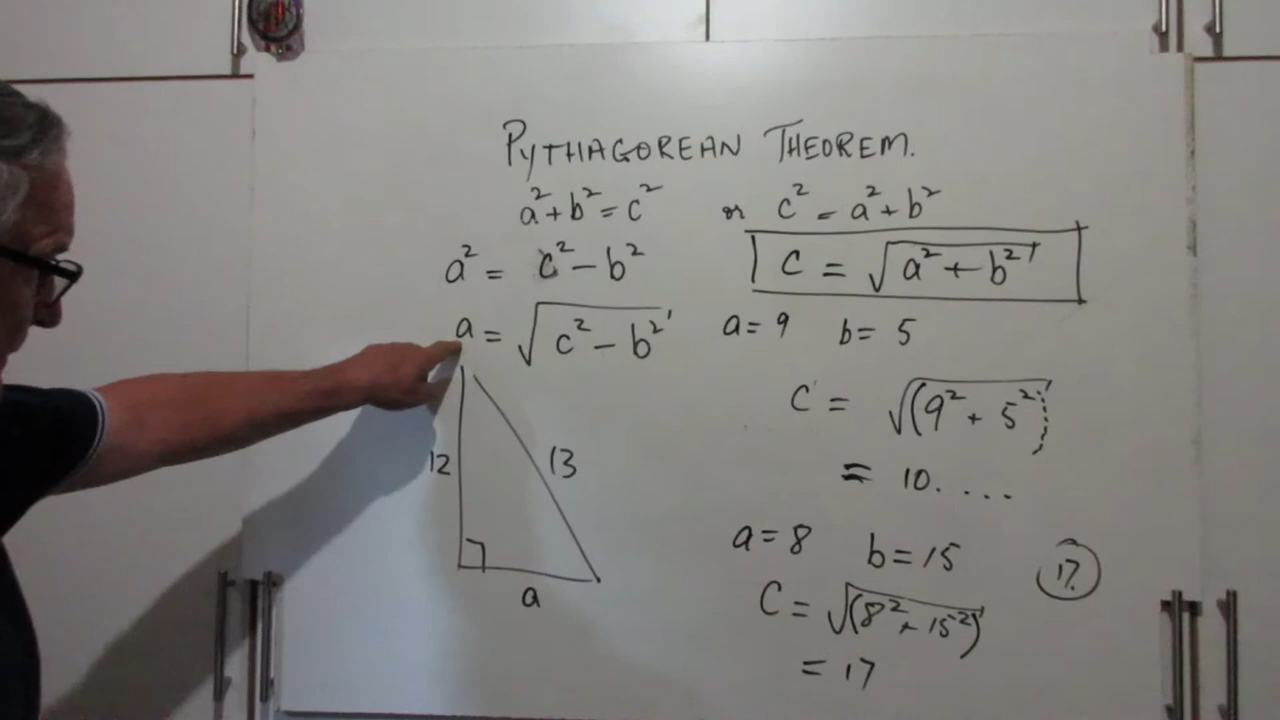 PYTHAGOREAN THEOREM.
a²+b²=c² or c²=a²+b²
a² = c²-b²
C = √a²+b²
a = √c²-b²
a=9 b=5
C = √(9²+5²)
12
13
= 10. ...
a
a=8 b=15
17.
C = √(8²+15²)
= 17